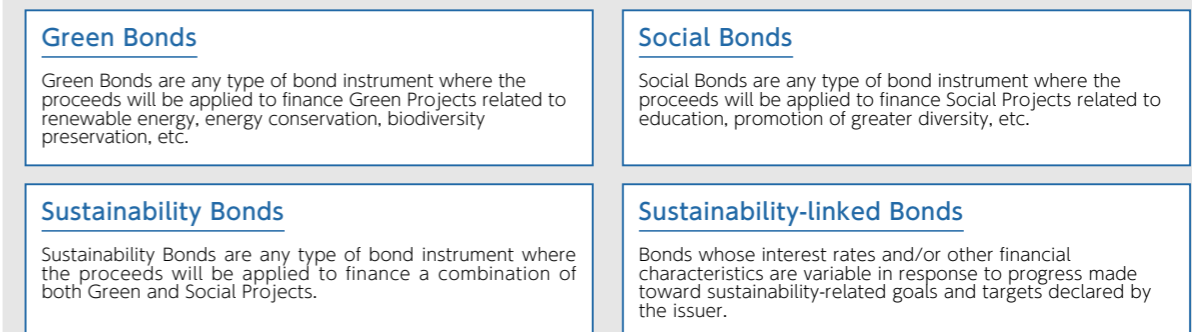 Green Bonds
Green Bonds are any type of bond instrument where the
proceeds will be applied to finance Green Projects related to
renewable energy, energy conservation, biodiversity
preservation, etc.
Social Bonds
Social Bonds are any type of bond instrument where the
proceeds will be applied to finance Social Projects related to
education, promotion of greater diversity, etc.
Sustainability Bonds
Sustainability Bonds are any type of bond instrument where
the proceeds will be applied to finance a combination of
both Green and Social Projects.
Sustainability-linked Bonds
Bonds whose interest rates and/or other financial
characteristics are variable in response to progress made
toward sustainability-related goals and targets declared by
the issuer.